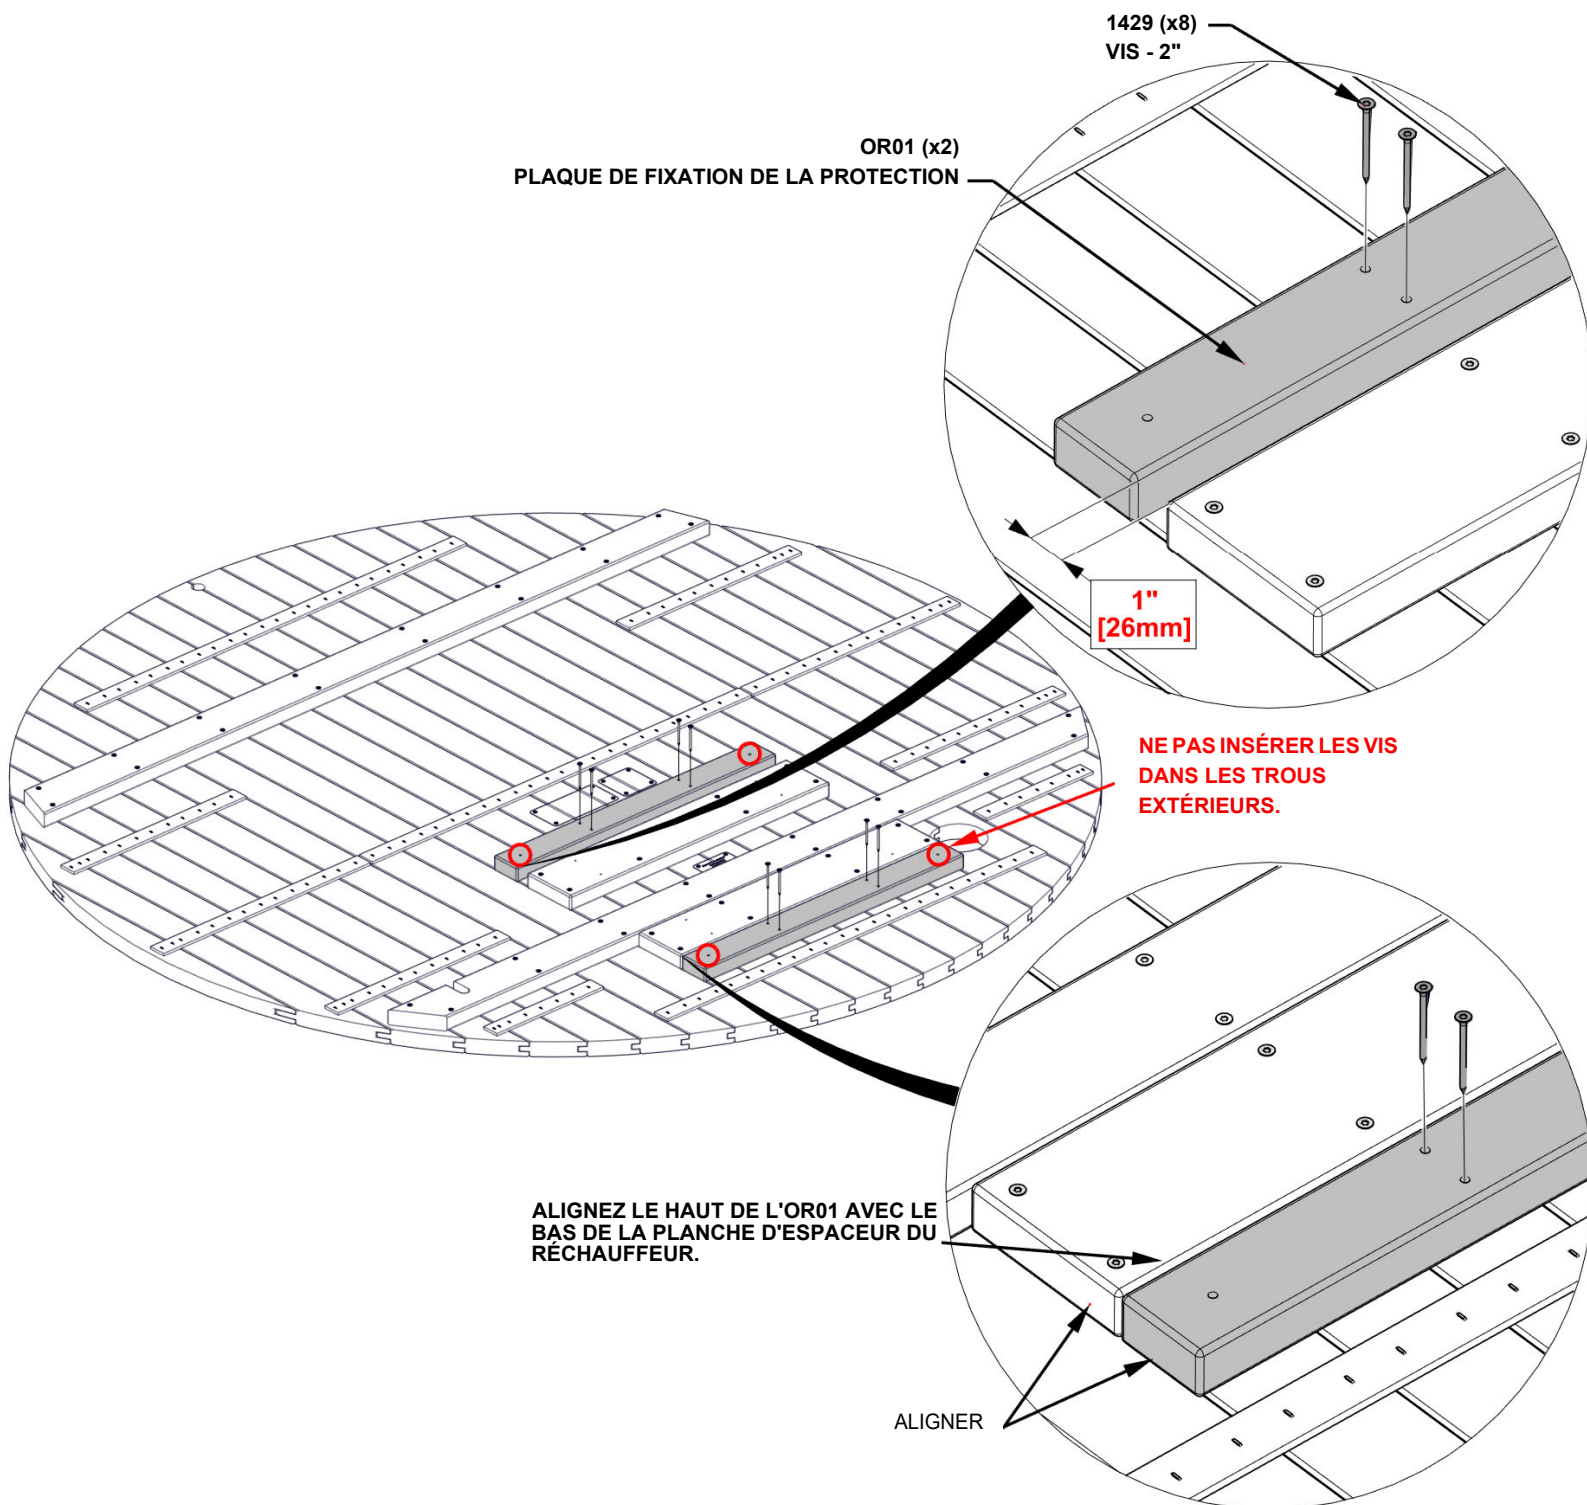 1429 (x8)
VIS - 2"
OR01 (x2)
PLAQUE DE FIXATION DE LA PROTECTION
1"
[26mm]
NE PAS INSÉRER LES VIS
DANS LES TROUS
EXTÉRIEURS.
ALIGNEZ LE HAUT DE L'OR01 AVEC LE
BAS DE LA PLANCHE D'ESPACEUR DU
RÉCHAUFFEUR.
ALIGNER